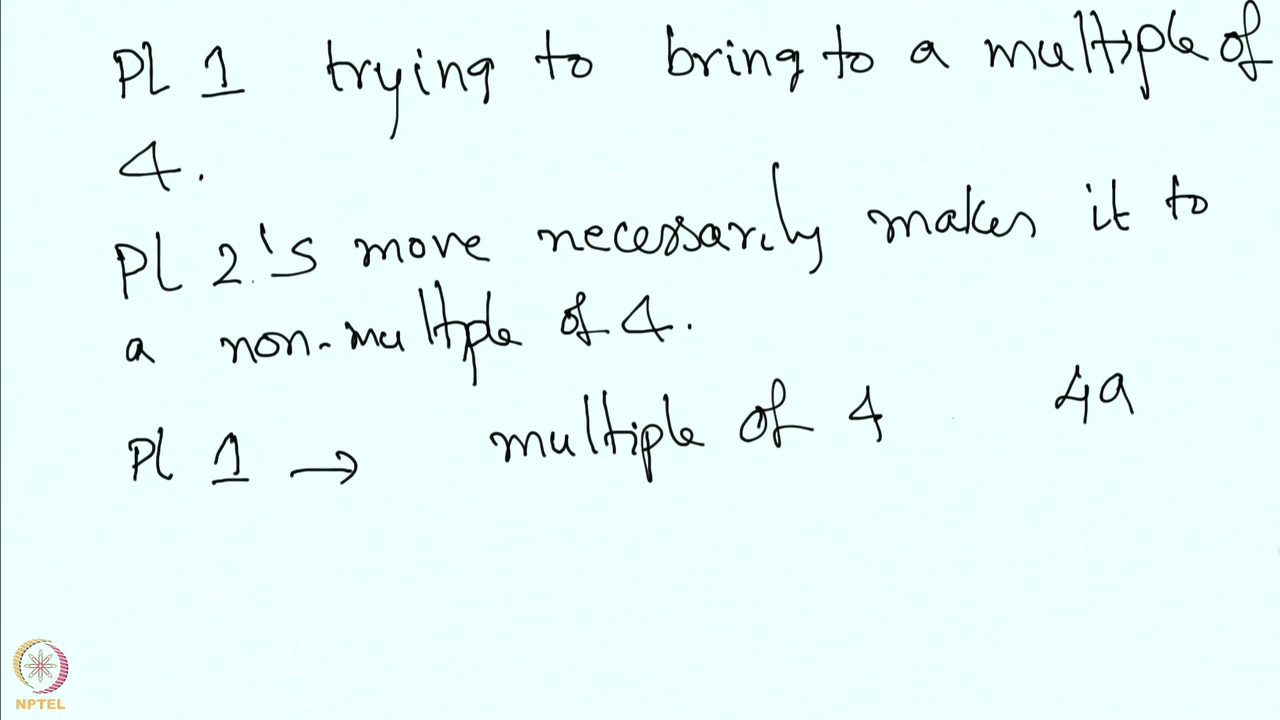 Pl 1 trying to bring to a multiple of
4.
Pl 2's move necessarily makes it to
a non-multiple of 4.
Pl 1 → multiple of 4 4a
NPTEL